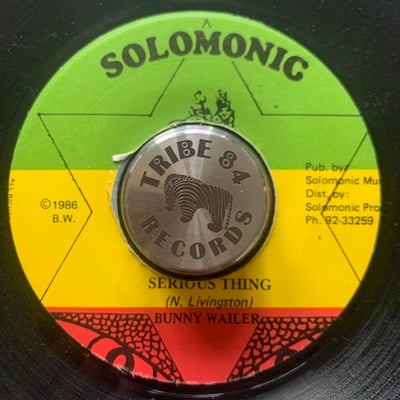 SOLOMONIC
TRIBE 84
RECORDS
Pub. by:
Solomonic Mu
Dist. by:
Solomonic Pro
Ph. 92-33259
©1986
B.W.
SERIOUS THING
(N. Livingston)
BUNNY WAILER